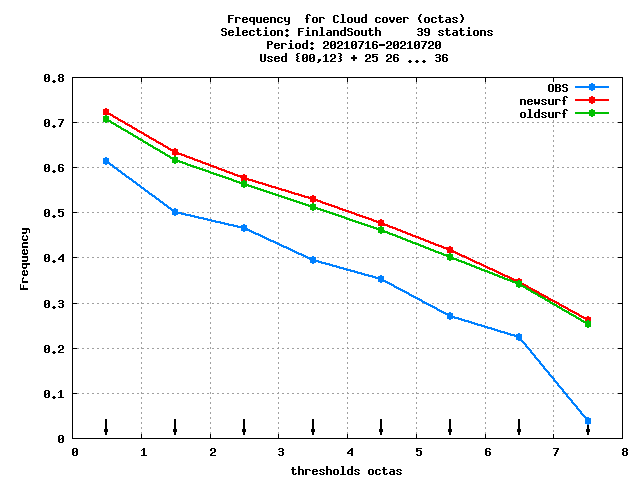 Frequency  for Cloud cover (octas)
Selection: FinlandSouth     39 stations
Period: 20210716-20210720
Used {00,12} + 25 26 ... 36
OBS
newsurf
oldsurf
Frequency
0.8
0.7
0.6
0.5
0.4
0.3
0.2
0.1
0
0 1 2 3 4 5 6 7 8
thresholds octas